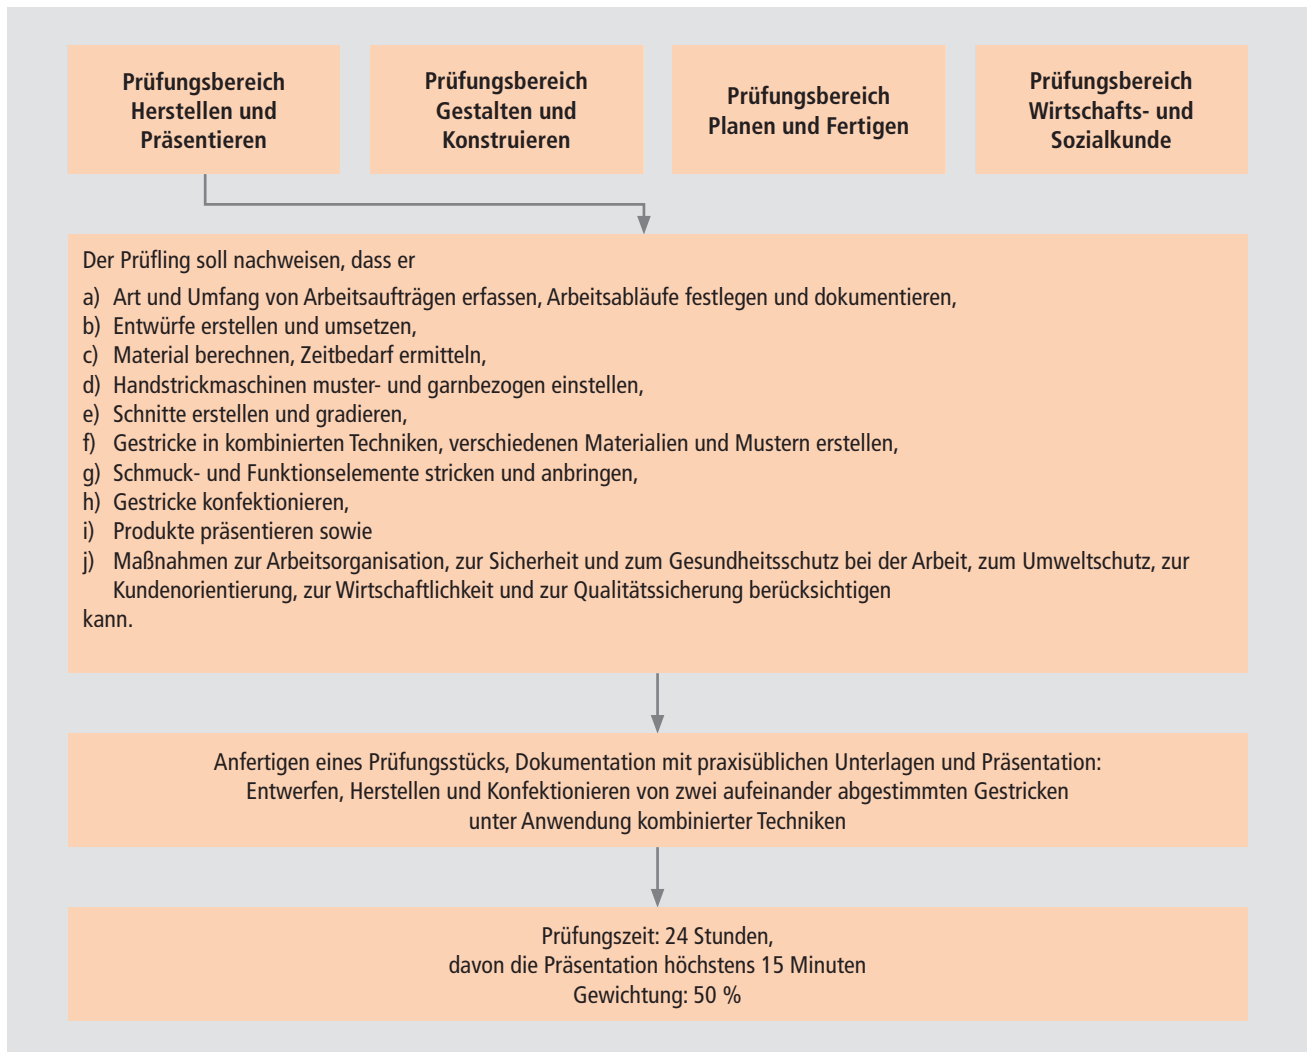 Prüfungsbereich
Herstellen und
Präsentieren
Prüfungsbereich
Gestalten und
Konstruieren
Prüfungsbereich
Planen und Fertigen
Prüfungsbereich
Wirtschafts- und
Sozialkunde
Der Prüfling soll nachweisen, dass er
a) Art und Umfang von Arbeitsaufträgen erfassen, Arbeitsabläufe festlegen und dokumentieren,
b) Entwürfe erstellen und umsetzen,
c) Material berechnen, Zeitbedarf ermitteln,
d) Handstrickmaschinen muster- und garnbezogen einstellen,
e) Schnitte erstellen und gradieren,
f) Gestricke in kombinierten Techniken, verschiedenen Materialien und Mustern erstellen,
g) Schmuck- und Funktionselemente stricken und anbringen,
h) Gestricke konfektionieren,
i) Produkte präsentieren sowie
j) Maßnahmen zur Arbeitsorganisation, zur Sicherheit und zum Gesundheitsschutz bei der Arbeit, zum Umweltschutz, zur
Kundenorientierung, zur Wirtschaftlichkeit und zur Qualitätssicherung berücksichtigen
kann.
Anfertigen eines Prüfungsstücks, Dokumentation mit praxisüblichen Unterlagen und Präsentation:
Entwerfen, Herstellen und Konfektionieren von zwei aufeinander abgestimmten Gestricken
unter Anwendung kombinierter Techniken
Prüfungszeit: 24 Stunden,
davon die Präsentation höchstens 15 Minuten
Gewichtung: 50 %